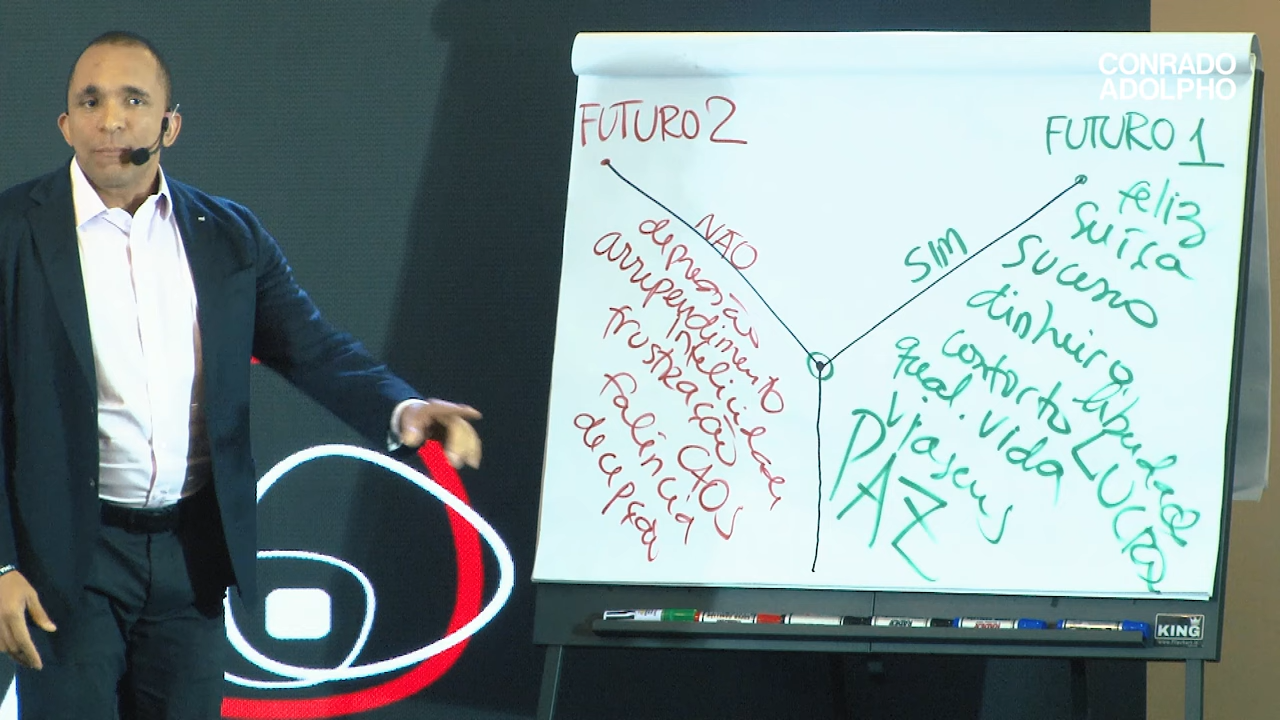 CONRADO
ADOLPHO
FUTURO 2
NÃO
depressão
arrependimento
infelicidade
frustração
CAOS
falência
decepção
FUTURO 1
SIM
feliz
suíça
sucesso
dinheiro
conforto liberdade
qual. vida LUCRO
viagens
PAZ
KING